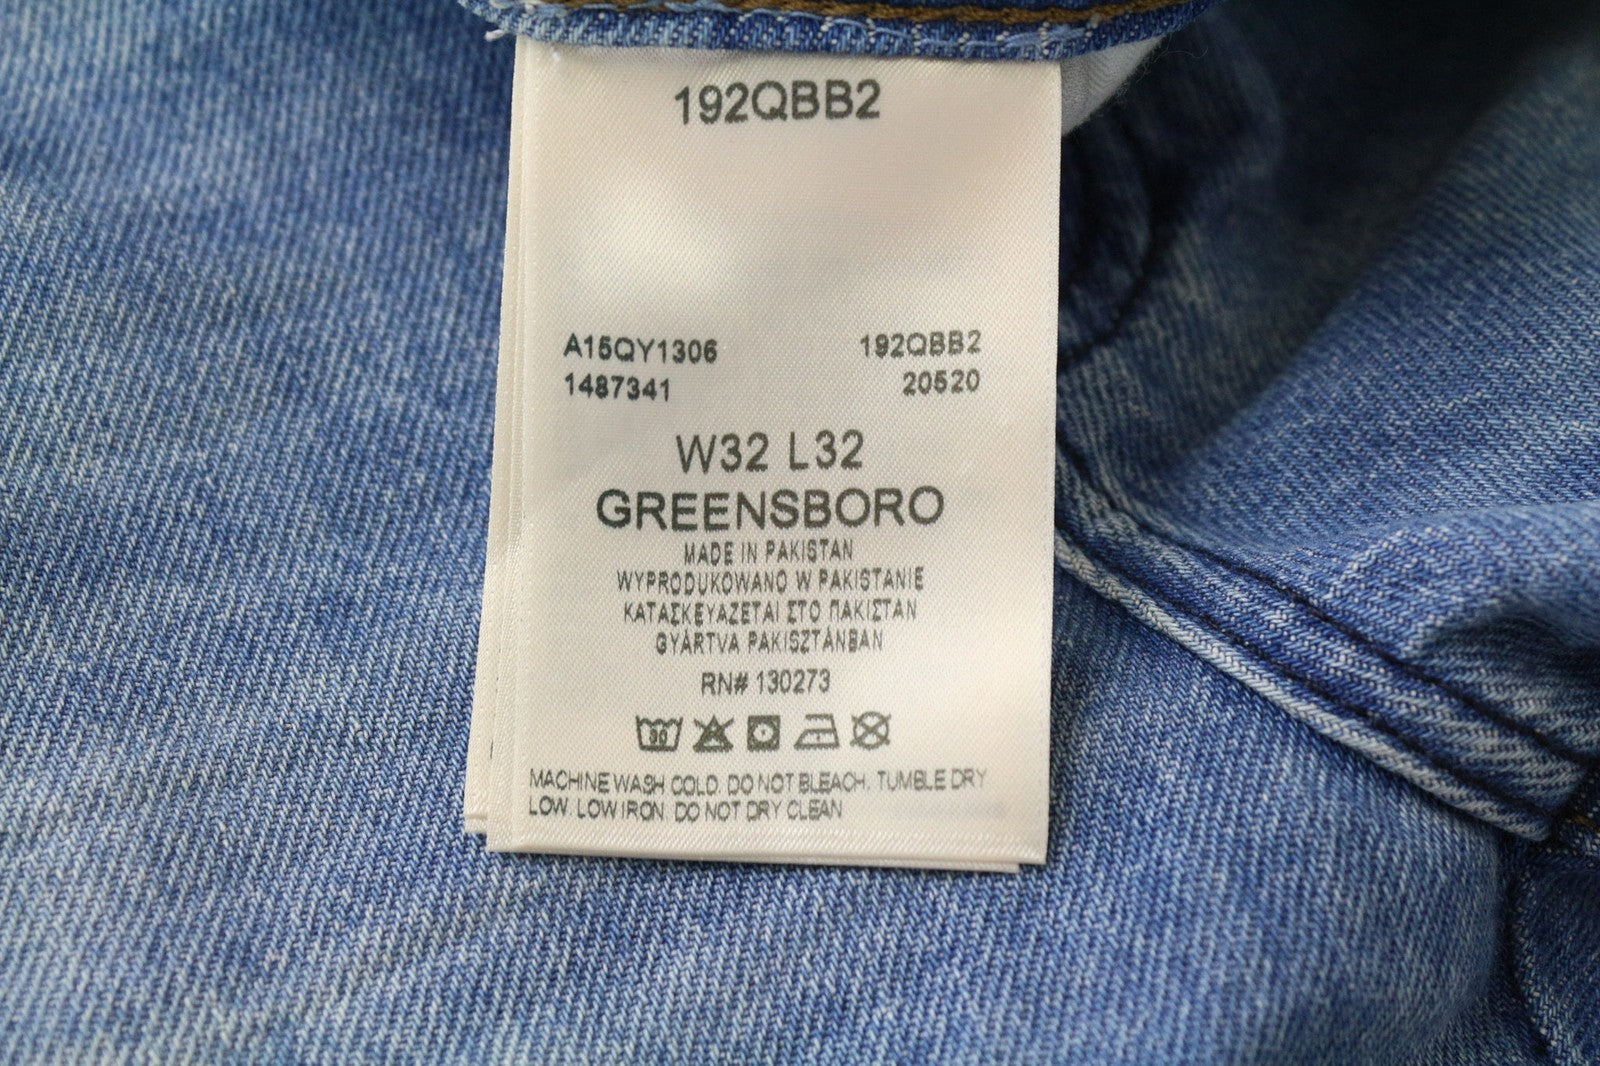 192QBB2
A15QY1306 192QBB2
1487341 20520
W32 L32
GREENSBORO
MADE IN PAKISTAN
WYPRODUKOWANO W PAKISTANIE
ΚΑΤΑΣΚΕΥΑΖΕΤΑΙ ΣΤΟ ΠΑΚΙΣΤΑΝ
GYÁRTVA PAKISZTÁNBAN
RN# 130273
30
MACHINE WASH COLD. DO NOT BLEACH. TUMBLE DRY
LOW. LOW IRON. DO NOT DRY CLEAN